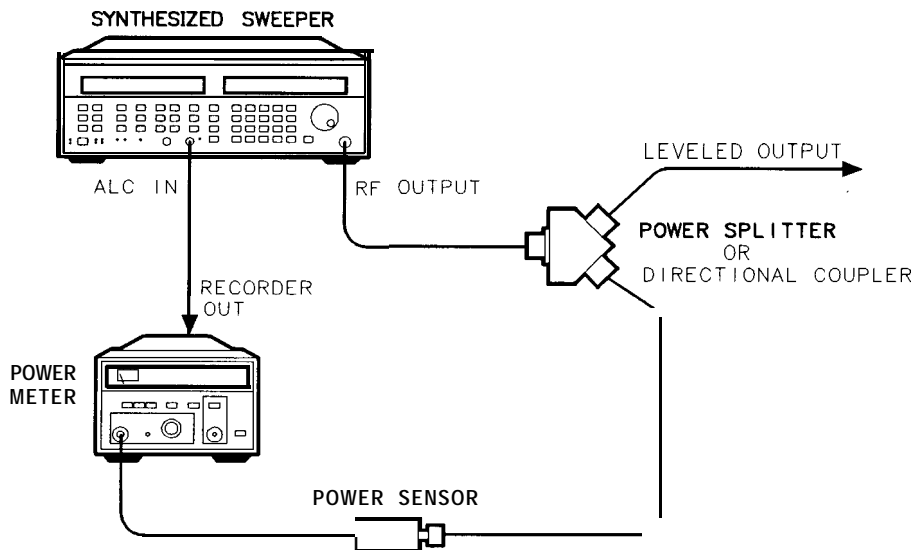 SYNTHESIZED SWEEPER
ALC IN
RF OUTPUT
LEVELED OUTPUT
POWER SPLITTER
OR
DIRECTIONAL COUPLER
RECORDER
OUT
POWER
METER
POWER SENSOR